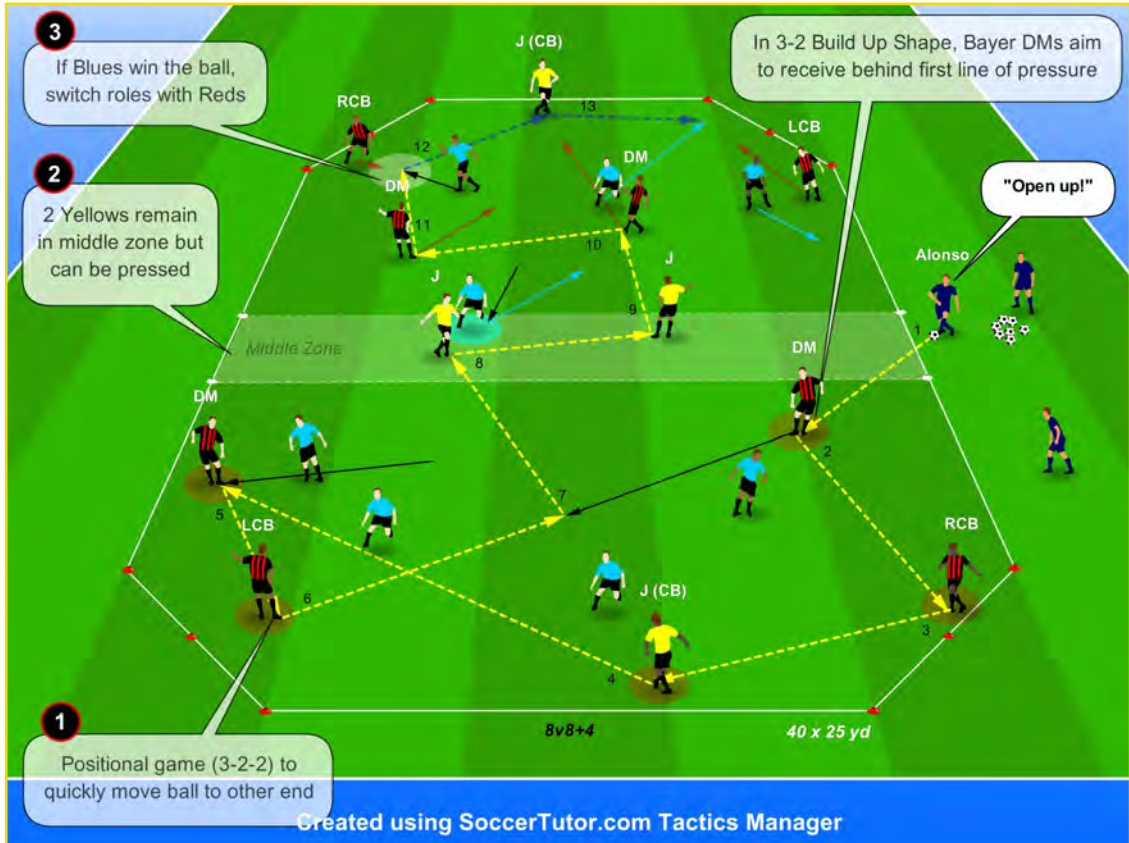 3
If Blues win the ball,
switch roles with Reds
J (CB)
In 3-2 Build Up Shape, Bayer DMs aim
to receive behind first line of pressure
RCB
13
LCB
12
DM
DM
2
2 Yellows remain
in middle zone but
can be pressed
"Open up!"
11
10
Alonso
J
J
9
1
Middle Zone
8
DM
DM
2
7
5
LCB
RCB
6
J (CB)
3
4
1
Positional game (3-2-2) to
quickly move ball to other end
8v8+4
40 x 25 yd
Created using SoccerTutor.com Tactics Manager